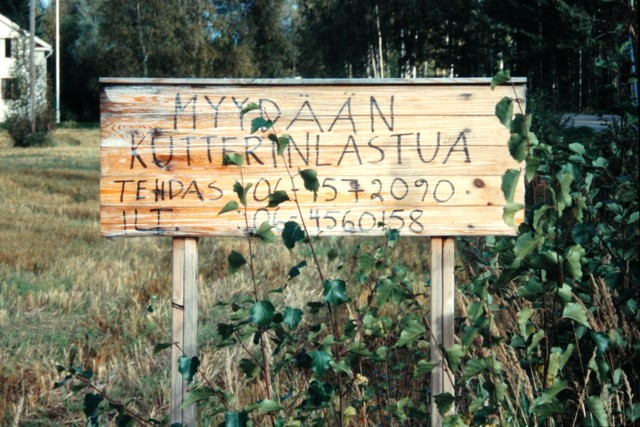 MYYDÄÄN
KUTTERINLASTUA
TEHDAS 06-4572090
ILT. 06-4560158